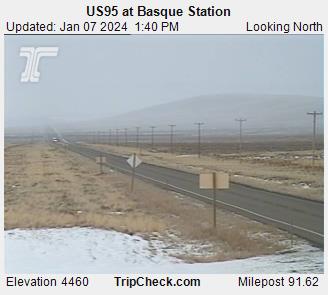 US95 at Basque Station
Updated: Jan 07 2024 1:40 PM Looking North
Elevation 4460 TripCheck.com Milepost 91.62